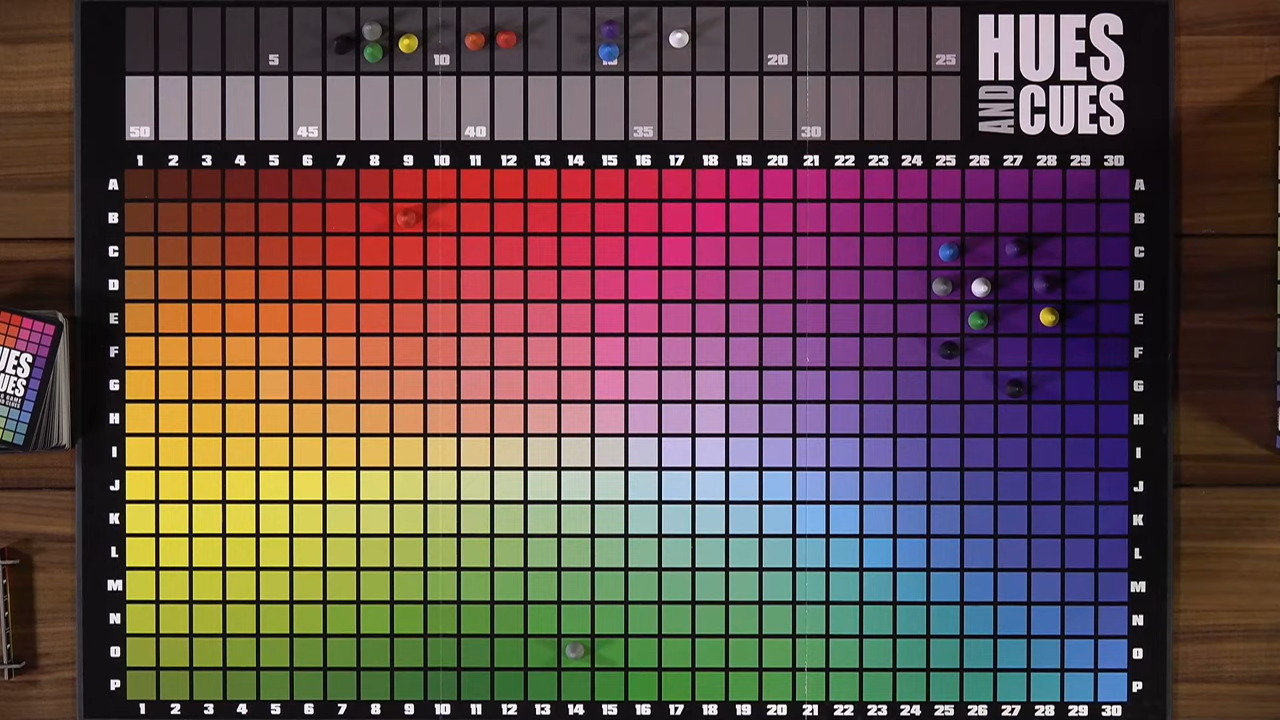 5 10 15 20 25
HUES
AND CUES
50 45 40 35 30
1 2 3 4 5 6 7 8 9 10 11 12 13 14 15 16 17 18 19 20 21 22 23 24 25 26 27 28 29 30
A A
B B
C C
D D
E E
F F
G G
H H
I I
J J
K K
L L
M M
N N
O O
P P
1 2 3 4 5 6 7 8 9 10 11 12 13 14 15 16 17 18 19 20 21 22 23 24 25 26 27 28 29 30